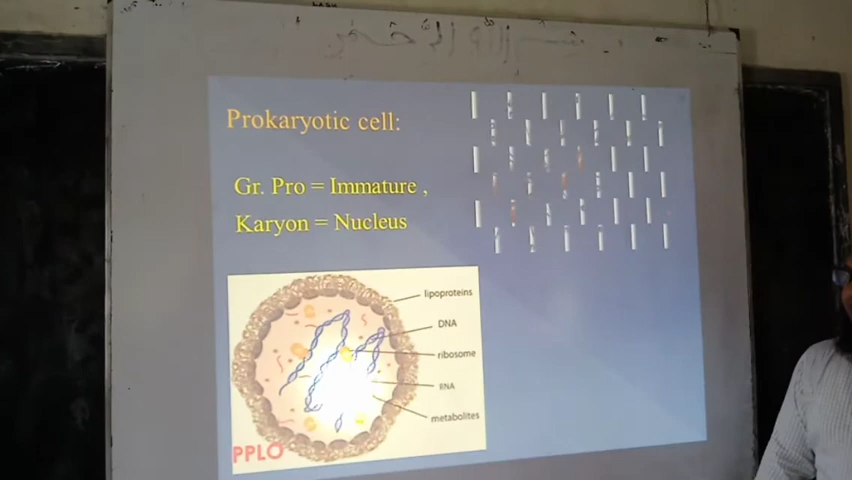 Prokaryotic cell:
Gr. Pro = Immature ,
Karyon = Nucleus
lipoproteins
DNA
ribosome
RNA
metabolites
PPLO